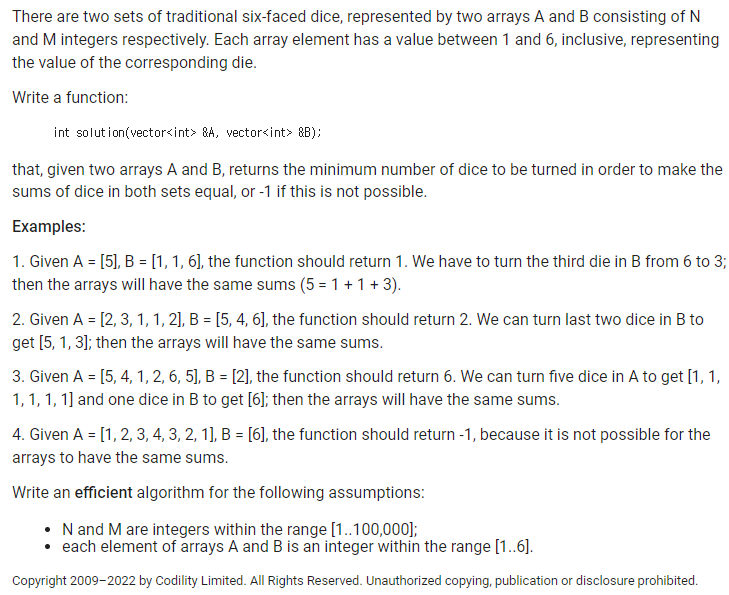 There are two sets of traditional six-faced dice, represented by two arrays A and B consisting of N
and M integers respectively. Each array element has a value between 1 and 6, inclusive, representing
the value of the corresponding die.
Write a function:
int solution(vector<int> &A, vector<int> &B);
that, given two arrays A and B, returns the minimum number of dice to be turned in order to make the
sums of dice in both sets equal, or -1 if this is not possible.
Examples:
1. Given A = [5], B = [1, 1, 6], the function should return 1. We have to turn the third die in B from 6 to 3;
then the arrays will have the same sums (5 = 1 + 1 + 3).
2. Given A = [2, 3, 1, 1, 2], B = [5, 4, 6], the function should return 2. We can turn last two dice in B to
get [5, 1, 3]; then the arrays will have the same sums.
3. Given A = [5, 4, 1, 2, 6, 5], B = [2], the function should return 6. We can turn five dice in A to get [1, 1,
1, 1, 1, 1] and one dice in B to get [6]; then the arrays will have the same sums.
4. Given A = [1, 2, 3, 4, 3, 2, 1], B = [6], the function should return -1, because it is not possible for the
arrays to have the same sums.
Write an efficient algorithm for the following assumptions:
• N and M are integers within the range [1..100,000];
• each element of arrays A and B is an integer within the range [1..6].
Copyright 2009–2022 by Codility Limited. All Rights Reserved. Unauthorized copying, publication or disclosure prohibited.